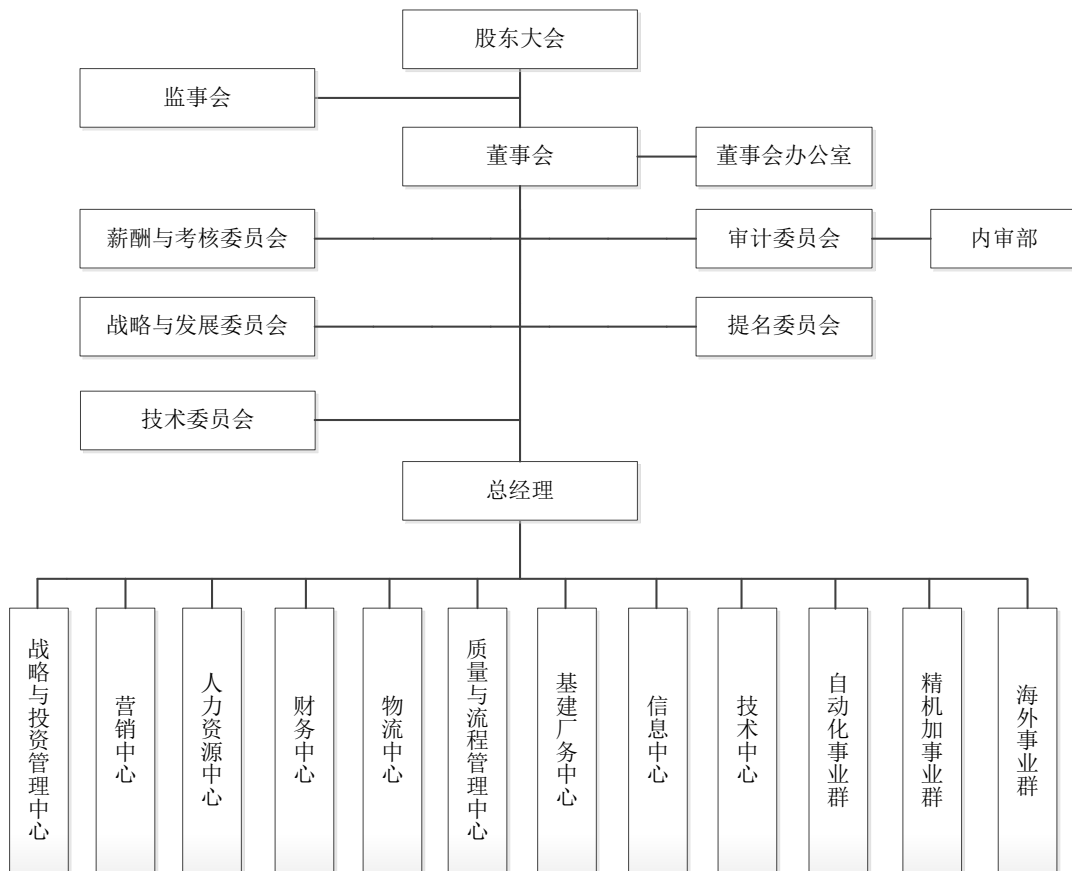 股东大会
监事会
董事会
董事会办公室
薪酬与考核委员会
审计委员会
内审部
战略与发展委员会
提名委员会
技术委员会
总经理
战略与投资管理中心
营销中心
人力资源中心
财务中心
物流中心
质量与流程管理中心
基建厂务中心
信息中心
技术中心
自动化事业群
精机加事业群
海外事业群